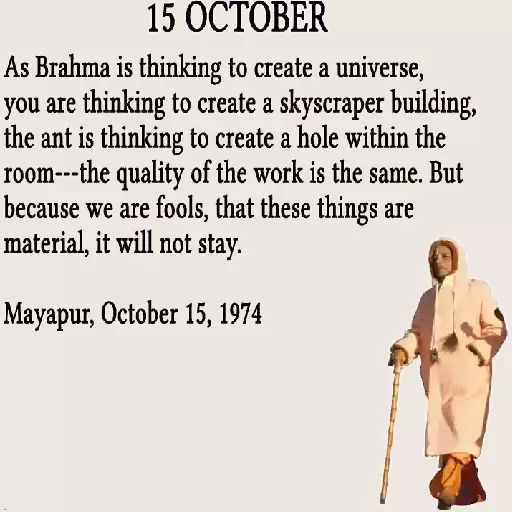 15 OCTOBER
As Brahma is thinking to create a universe,
you are thinking to create a skyscraper building,
the ant is thinking to create a hole within the
room---the quality of the work is the same. But
because we are fools, that these things are
material, it will not stay.
Mayapur, October 15, 1974